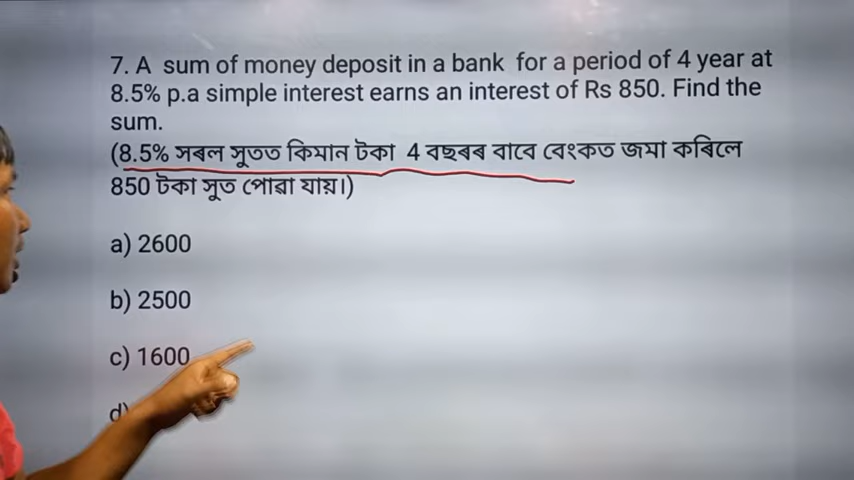 7. A sum of money deposit in a bank for a period of 4 year at
8.5% p.a simple interest earns an interest of Rs 850. Find the
sum.
(8.5% সৰল সুতত কিমান টকা 4 বছৰৰ বাবে বেংকত জমা কৰিলে
850 টকা সুত পোৱা যায়।)
a) 2600
b) 2500
c) 1600
d)